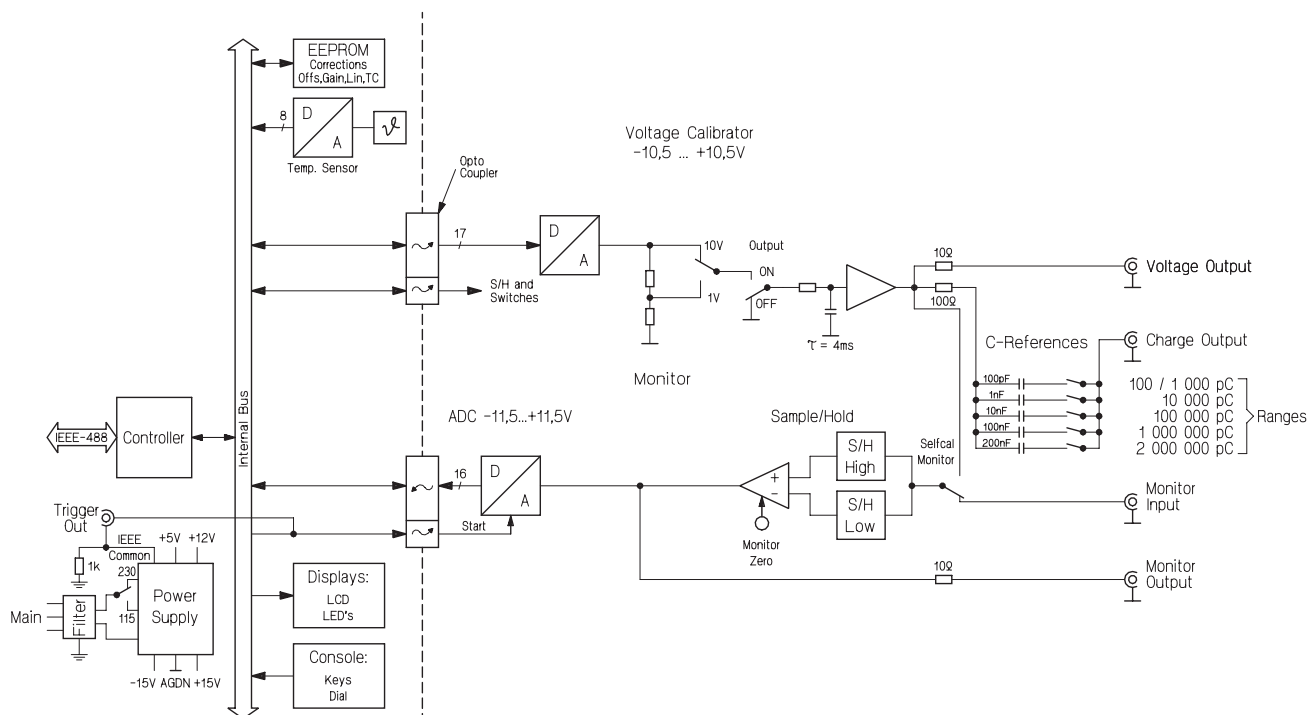 EEPROM
Corrections
Offs,Gain,Lin,TC
8
D
A
ϑ
Temp. Sensor
Opto
Coupler
Voltage Calibrator
-10,5 ... +10,5V
17
D
A
S/H and
Switches
10V
1V
Output
ON
OFF
τ = 4ms
10Ω
100Ω
Voltage Output
C-References
Charge Output
100pF
1nF
10nF
100nF
200nF
100 / 1 000 pC
10 000 pC
100 000 pC
1 000 000 pC
2 000 000 pC
Ranges
Monitor
Internal Bus
IEEE-488
Controller
ADC -11,5...+11,5V
16
D
A
Start
Sample/Hold
S/H
High
S/H
Low
+
-
Monitor
Zero
Selfcal
Monitor
Monitor
Input
10Ω
Monitor
Output
Trigger
Out
1k
IEEE
Common
+5V
+12V
230
115
Main
Filter
Power
Supply
-15V AGDN +15V
Displays:
LCD
LED's
Console:
Keys
Dial